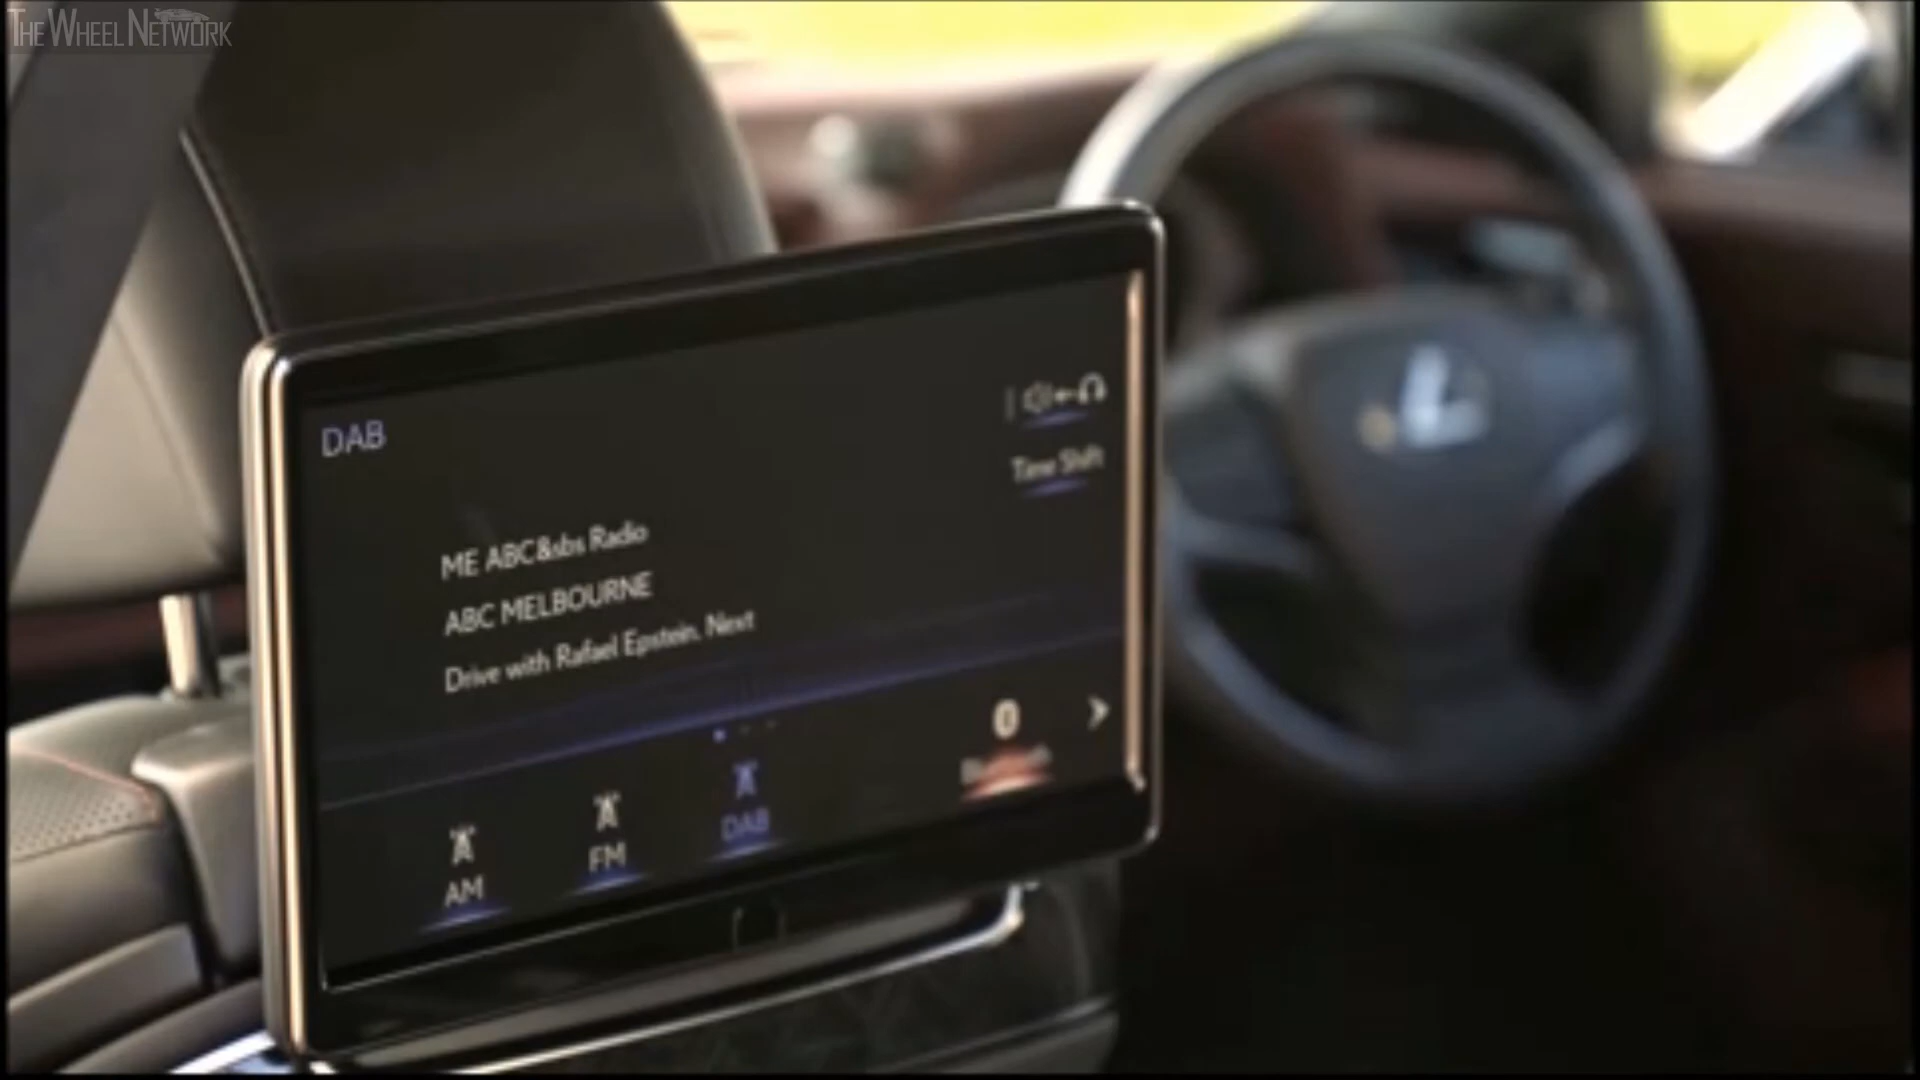 THE WHEEL NETWORK
DAB
Time Shift
ME ABC&sbs Radio
ABC MELBOURNE
Drive with Rafael Epstein. Next
AM
FM
DAB